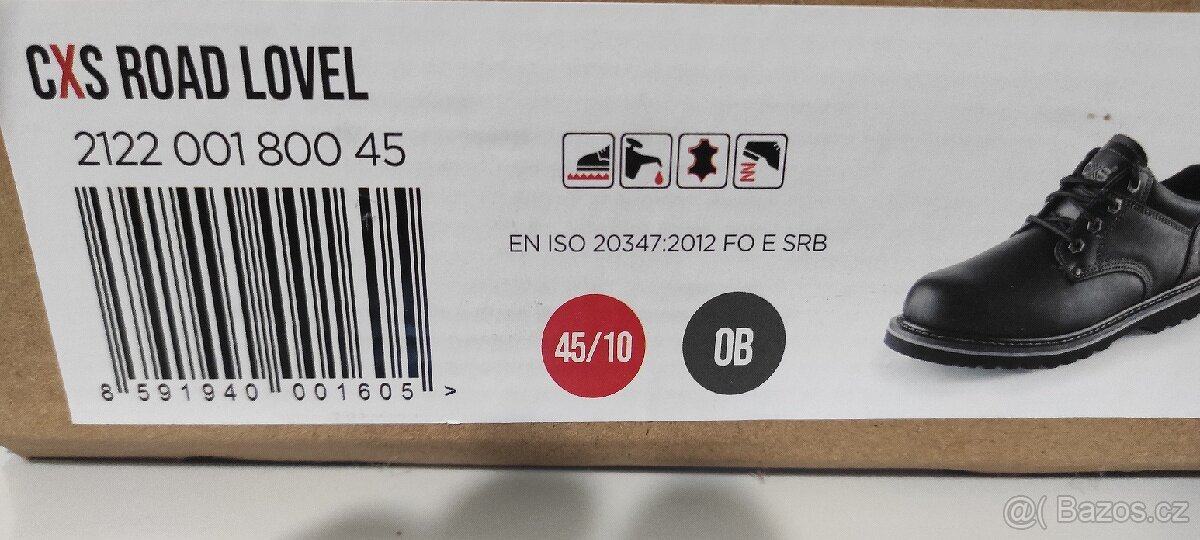 CXS ROAD LOVEL
2122 001 800 45
EN ISO 20347:2012 FO E SRB
45/10
OB
8 591940 001605 >
@( Bazos.cz